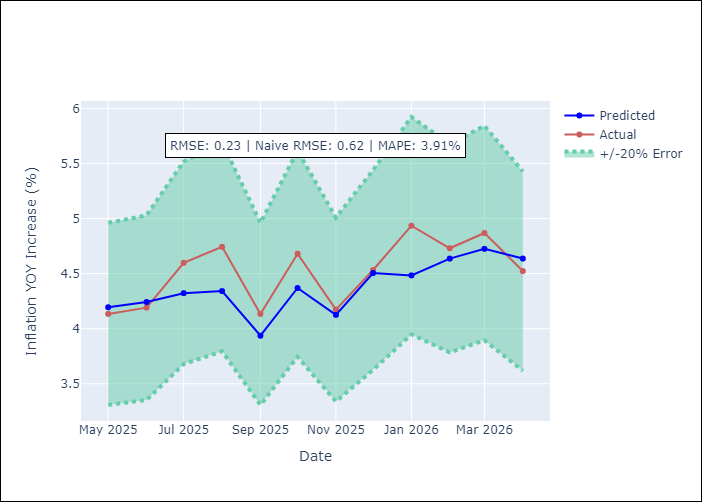 RMSE: 0.23 | Naive RMSE: 0.62 | MAPE: 3.91%
Predicted
Actual
+/-20% Error
Inflation YOY Increase (%)
6
5.5
5
4.5
4
3.5
May 2025 Jul 2025 Sep 2025 Nov 2025 Jan 2026 Mar 2026
Date